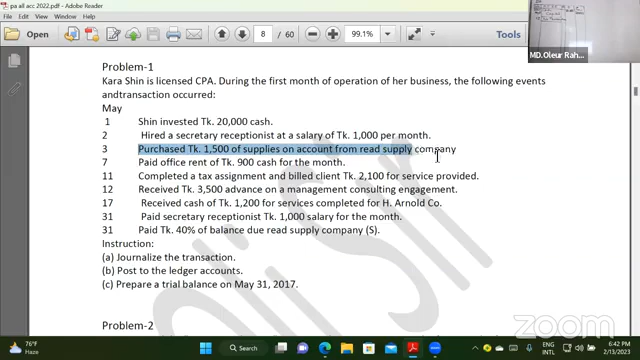 pa all acc 2022.pdf - Adobe Reader
Open
8 / 60
99.1%
Tools
MD.Oleur Rah...
Problem-1
Kara Shin is licensed CPA. During the first month of operation of her business, the following events
andtransaction occurred:
May
1 Shin invested Tk. 20,000 cash.
2 Hired a secretary receptionist at a salary of Tk. 1,000 per month.
3 Purchased Tk. 1,500 of supplies on account from read supply company
7 Paid office rent of Tk. 900 cash for the month.
11 Completed a tax assignment and billed client Tk. 2,100 for service provided.
12 Received Tk. 3,500 advance on a management consulting engagement.
17 Received cash of Tk. 1,200 for services completed for H. Arnold Co.
31 Paid secretary receptionist Tk. 1,000 salary for the month.
31 Paid Tk. 40% of balance due read supply company (S).
Instruction:
(a) Journalize the transaction.
(b) Post to the ledger accounts.
(c) Prepare a trial balance on May 31, 2017.
Problem-2
zoom
76°F
Haze
Search
ENG
INTL
6:42 PM
2/13/2023